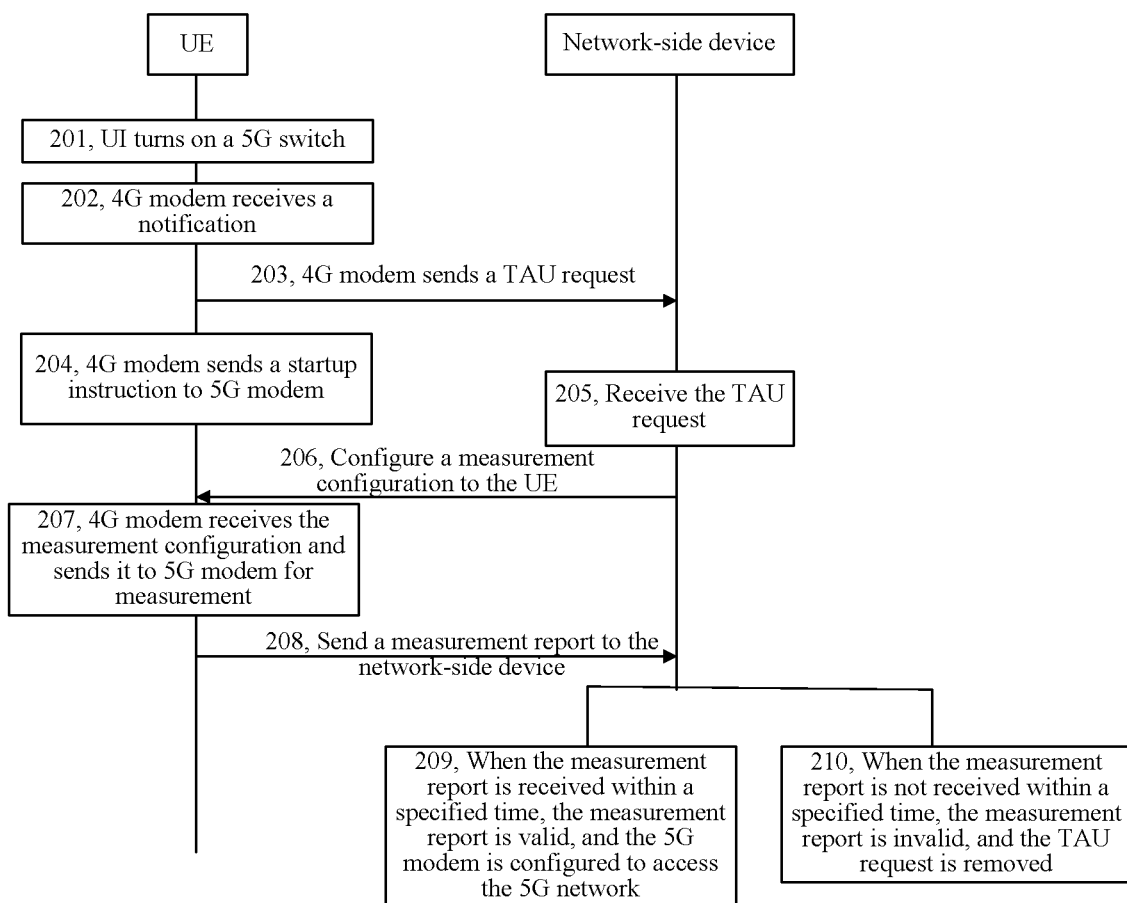 UE
Network-side device
201, UI turns on a 5G switch
202, 4G modem receives a
notification
203, 4G modem sends a TAU request
204, 4G modem sends a startup
instruction to 5G modem
205, Receive the TAU
request
206, Configure a measurement
configuration to the UE
207, 4G modem receives the
measurement configuration and
sends it to 5G modem for
measurement
208, Send a measurement report to the
network-side device
209, When the measurement
report is received within a
specified time, the measurement
report is valid, and the 5G
modem is configured to access
the 5G network
210, When the measurement
report is not received within a
specified time, the measurement
report is invalid, and the TAU
request is removed